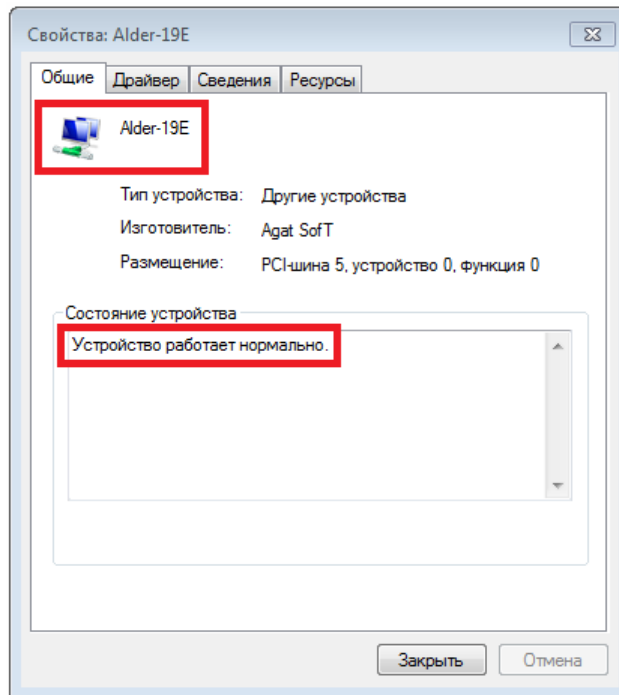 Свойства: Alder-19E
Общие Драйвер Сведения Ресурсы
Alder-19E
Тип устройства: Другие устройства
Изготовитель: Agat SofT
Размещение: PCI-шина 5, устройство 0, функция 0
Состояние устройства
Устройство работает нормально.
Закрыть Отмена